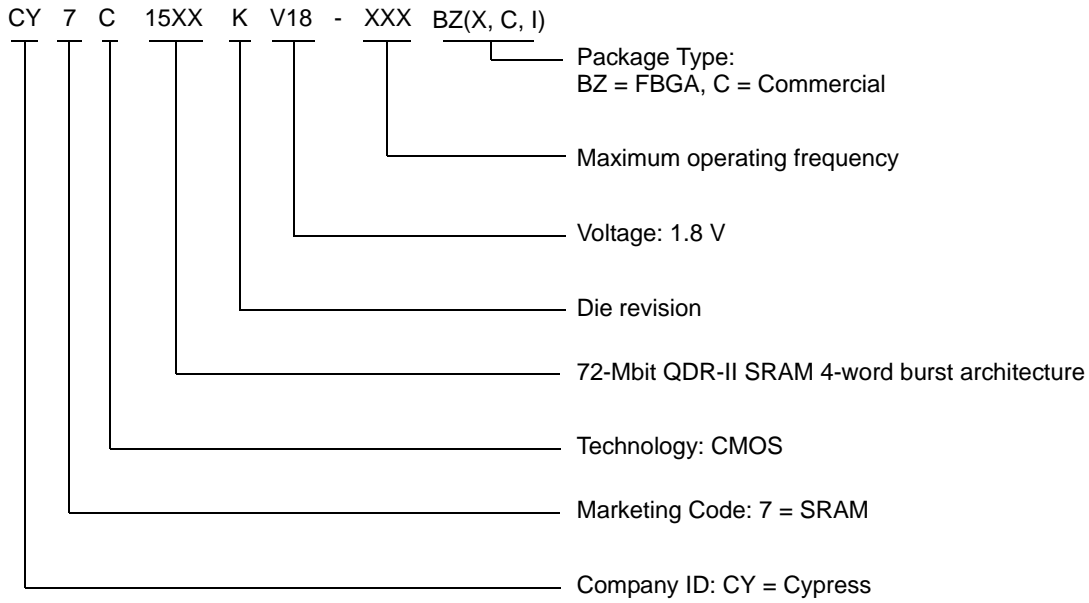 CY 7 C 15XX K V18 - XXX BZ(X, C, I)
Package Type:
BZ = FBGA, C = Commercial
Maximum operating frequency
Voltage: 1.8 V
Die revision
72-Mbit QDR-II SRAM 4-word burst architecture
Technology: CMOS
Marketing Code: 7 = SRAM
Company ID: CY = Cypress